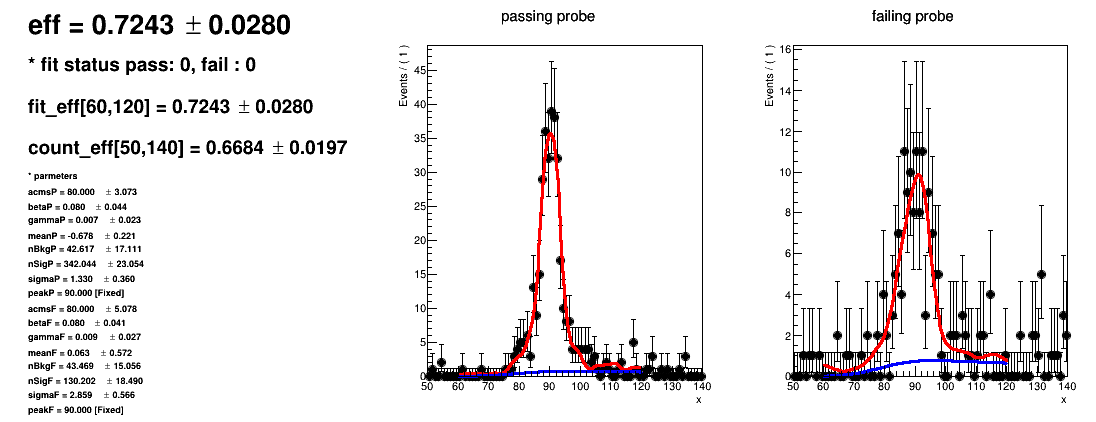 eff = 0.7243 ± 0.0280
* fit status pass: 0, fail : 0
fit_eff[60,120] = 0.7243 ± 0.0280
count_eff[50,140] = 0.6684 ± 0.0197
* parmeters
acmsP = 80.000 ± 3.073
betaP = 0.080 ± 0.044
gammaP = 0.007 ± 0.023
meanP = -0.678 ± 0.221
nBkgP = 42.617 ± 17.111
nSigP = 342.044 ± 23.054
sigmaP = 1.330 ± 0.360
peakP = 90.000 [Fixed]
acmsF = 80.000 ± 5.078
betaF = 0.080 ± 0.041
gammaF = 0.009 ± 0.027
meanF = 0.063 ± 0.572
nBkgF = 43.469 ± 15.056
nSigF = 130.202 ± 18.490
sigmaF = 2.859 ± 0.566
peakF = 90.000 [Fixed]
passing probe
Events / ( 1 )
45
40
35
30
25
20
15
10
5
0
50 60 70 80 90 100 110 120 130 140
x
failing probe
Events / ( 1 )
16
14
12
10
8
6
4
2
0
50 60 70 80 90 100 110 120 130 140
x